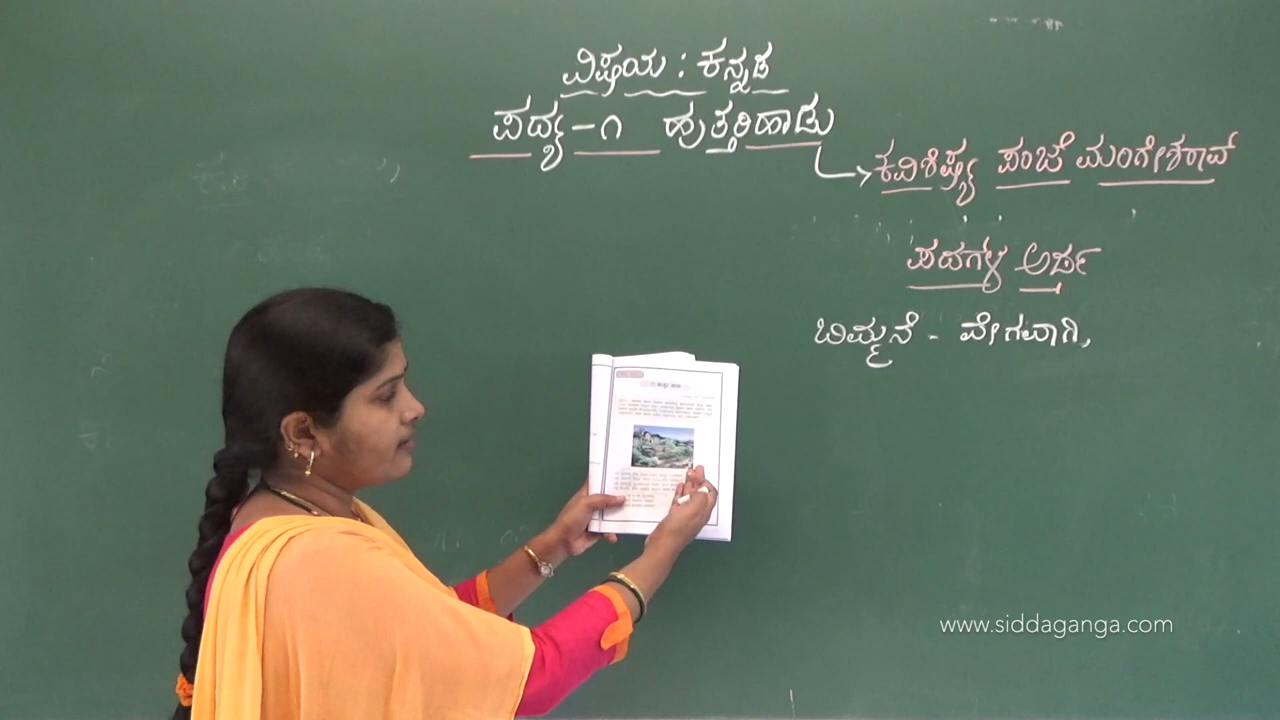 ವಿಷಯ : ಕನ್ನಡ
ಪದ್ಯ - ೧ ಹುತ್ತರಿಹಾಡು
ಕವಿಶಿಷ್ಯ ಪಂಜೆ ಮಂಗೇಶರಾವ್
ಪದಗಳ ಅರ್ಥ
ಬಿಮ್ಮನೆ - ವೇಗವಾಗಿ,
www.siddaganga.com